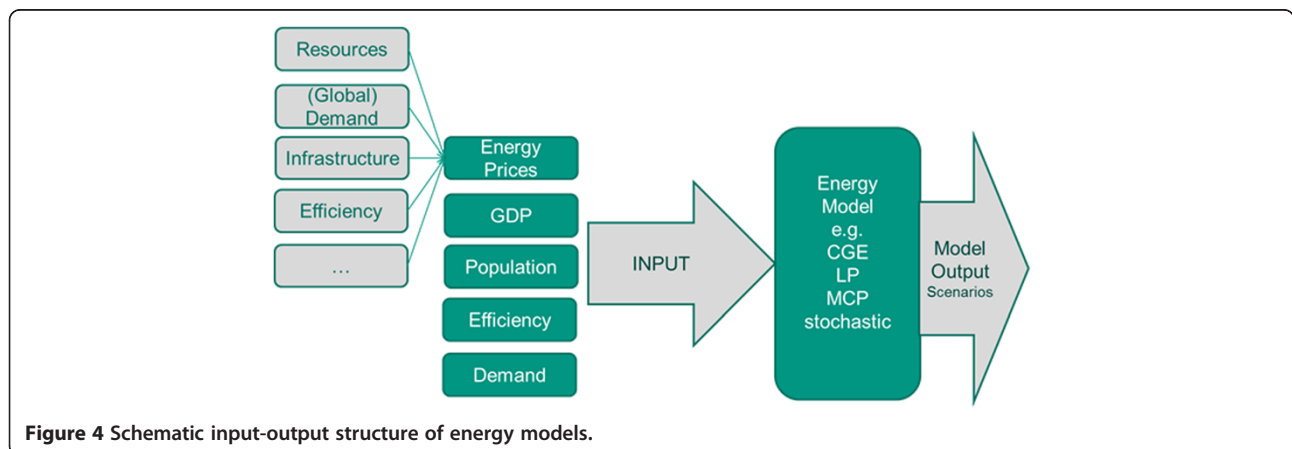 Resources
(Global)
Demand
Infrastructure
Efficiency
...
Energy
Prices
GDP
Population
Efficiency
Demand
INPUT
Energy
Model
e.g.
CGE
LP
MCP
stochastic
Model
Output
Scenarios
Figure 4 Schematic input-output structure of energy models.